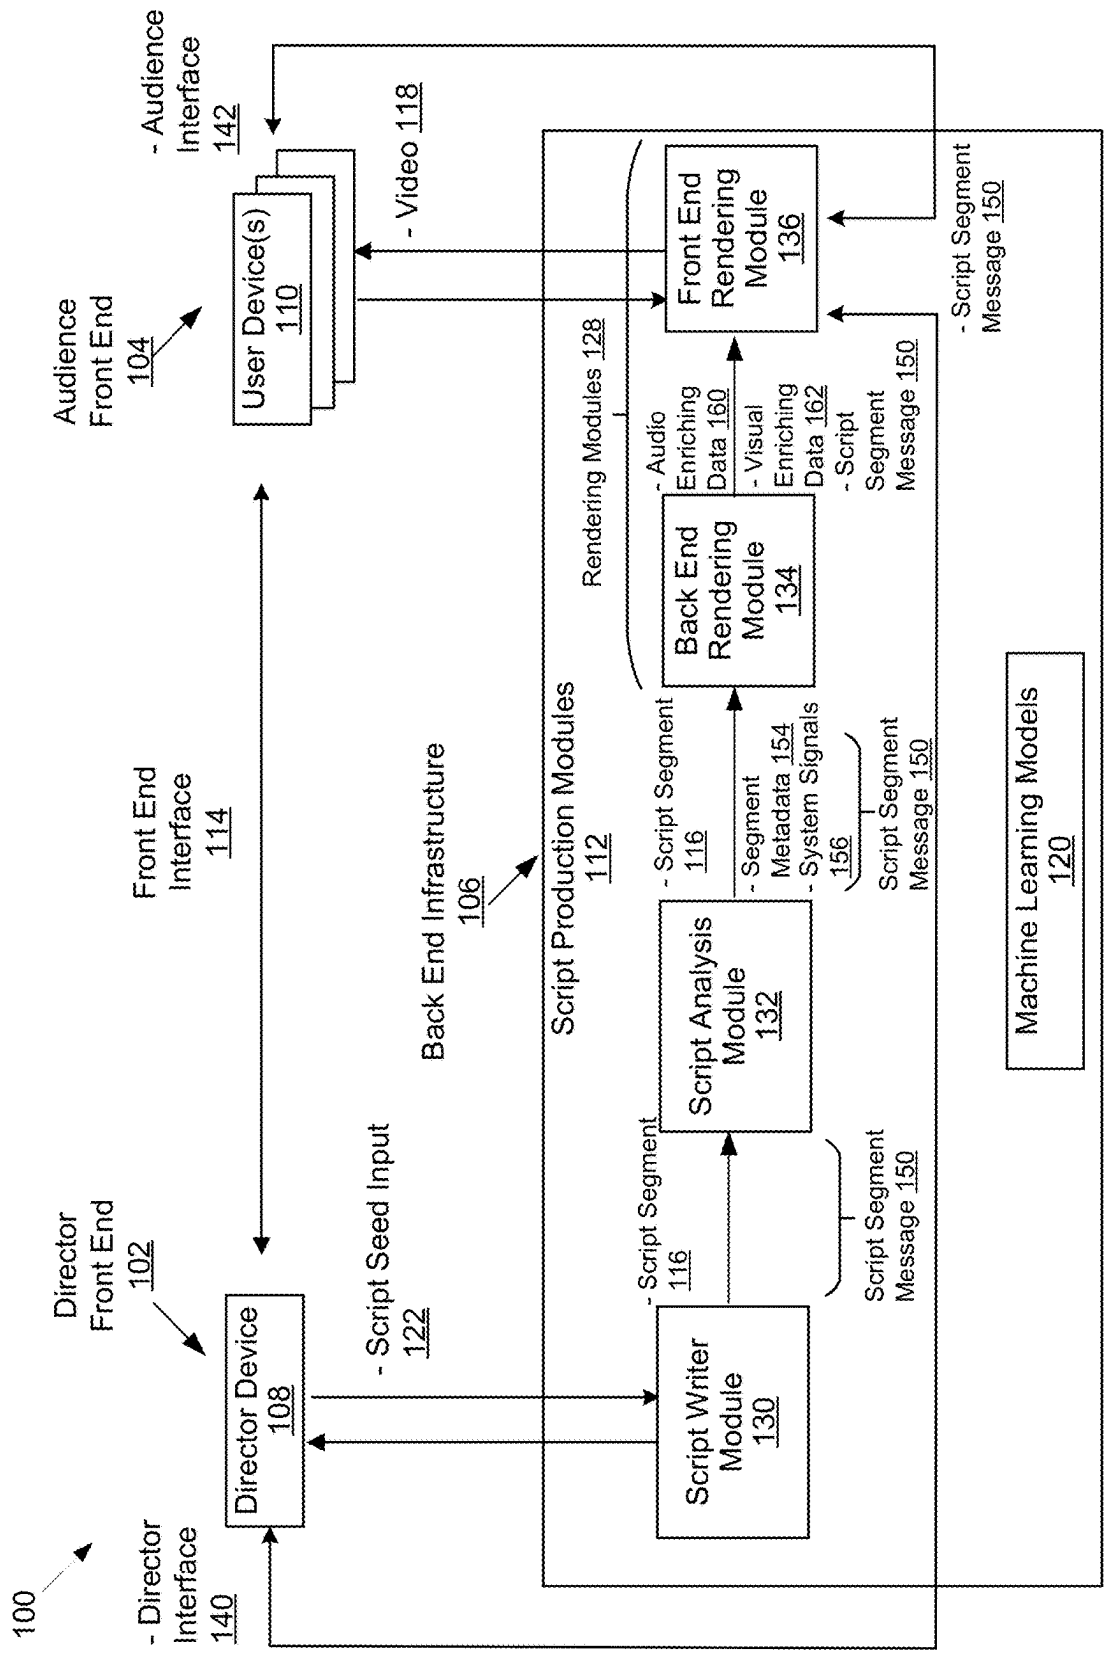 100
- Director
Interface
140
Director
Front End
102
Director Device
108
- Script Seed Input
122
Front End
Interface
114
Audience
Front End
104
- Audience
Interface
142
User Device(s)
110
- Video 118
Back End Infrastructure
106
Script Production Modules
112
Rendering Modules 128
Script Writer
Module
130
- Script Segment
116
Script Segment
Message 150
Script Analysis
Module
132
- Script Segment
116
- Segment
Metadata 154
- System Signals
156
Script Segment
Message 150
Back End
Rendering
Module
134
- Audio
Enriching
Data 160
- Visual
Enriching
Data 162
- Script
Segment
Message 150
Front End
Rendering
Module
136
- Script Segment
Message 150
Machine Learning Models
120